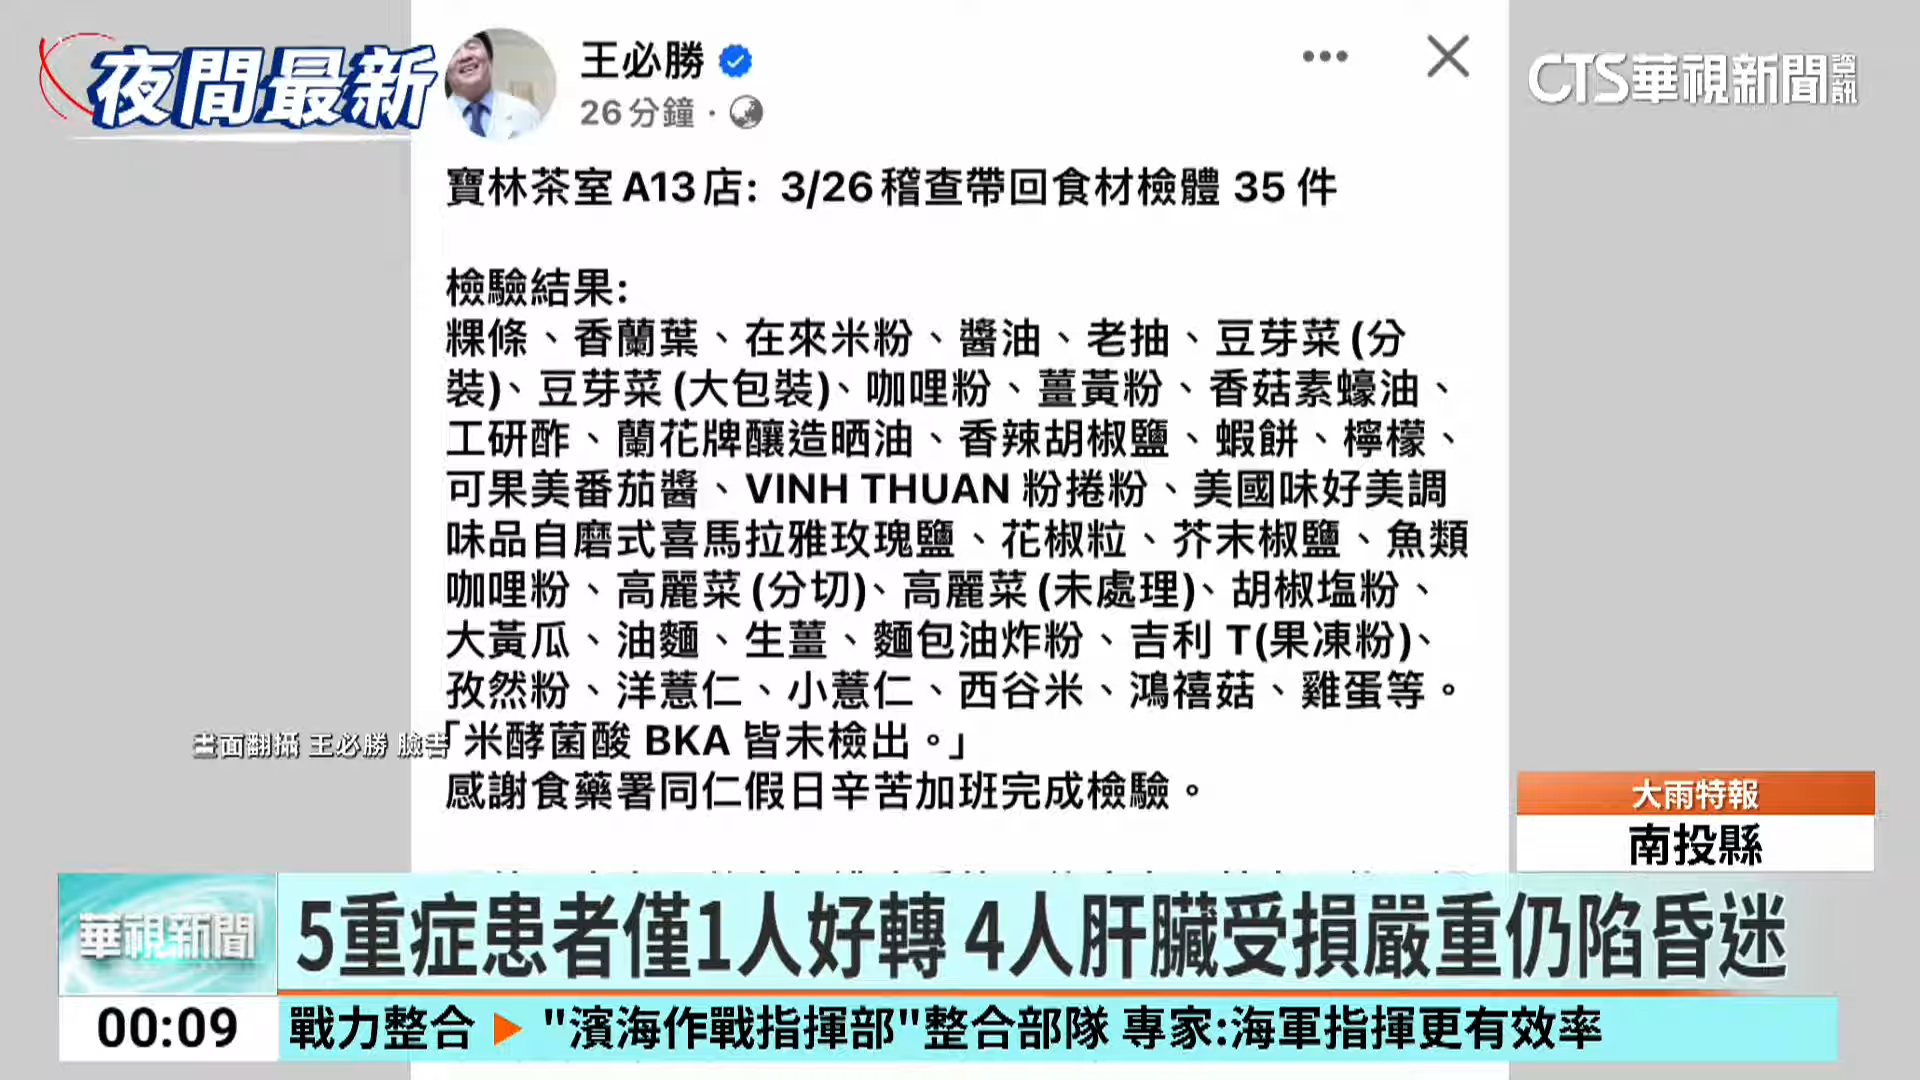 夜間最新
王必勝
26分鐘 ·
CTS華視新聞資訊
寶林茶室A13店: 3/26稽查帶回食材檢體 35 件
檢驗結果:
粿條、香蘭葉、在來米粉、醬油、老抽、豆芽菜(分
裝)、豆芽菜(大包裝)、咖哩粉、薑黃粉、香菇素蠔油、
工研酢、蘭花牌釀造晒油、香辣胡椒鹽、蝦餅、檸檬、
可果美番茄醬、VINH THUAN 粉捲粉、美國味好美調
味品自磨式喜馬拉雅玫瑰鹽、花椒粒、芥末椒鹽、魚類
咖哩粉、高麗菜(分切)、高麗菜(未處理)、胡椒塩粉、
大黃瓜、油麵、生薑、麵包油炸粉、吉利 T(果凍粉)、
孜然粉、洋薏仁、小薏仁、西谷米、鴻禧菇、雞蛋等。
「米酵菌酸 BKA 皆未檢出。」
感謝食藥署同仁假日辛苦加班完成檢驗。
畫面翻攝 王必勝 臉書
大雨特報
南投縣
華視新聞
5重症患者僅1人好轉 4人肝臟受損嚴重仍陷昏迷
00:09
戰力整合 ▶ "濱海作戰指揮部"整合部隊 專家:海軍指揮更有效率